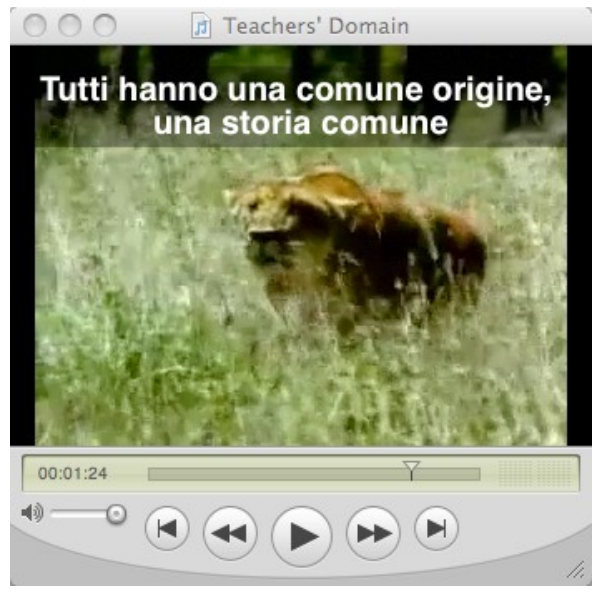 Teachers' Domain
Tutti hanno una comune origine,
una storia comune
00:01:24